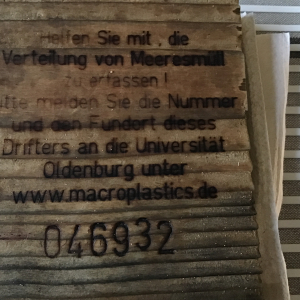 Helfen Sie mit, die
Verteilung von Meeresmüll
zu erfassen!
Bitte melden Sie die Nummer
und den Fundort dieses
Drifters an die Universität
Oldenburg unter
www.macroplastics.de
046932